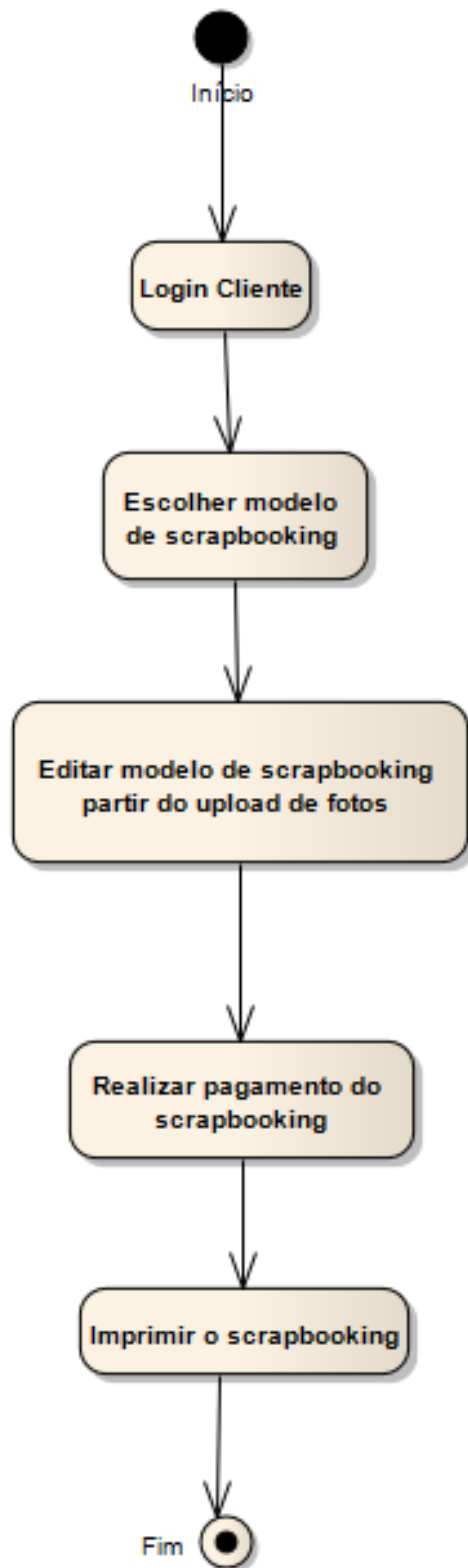 Início
Login Cliente
Escolher modelo
de scrapbooking
Editar modelo de scrapbooking
partir do upload de fotos
Realizar pagamento do
scrapbooking
Imprimir o scrapbooking
Fim